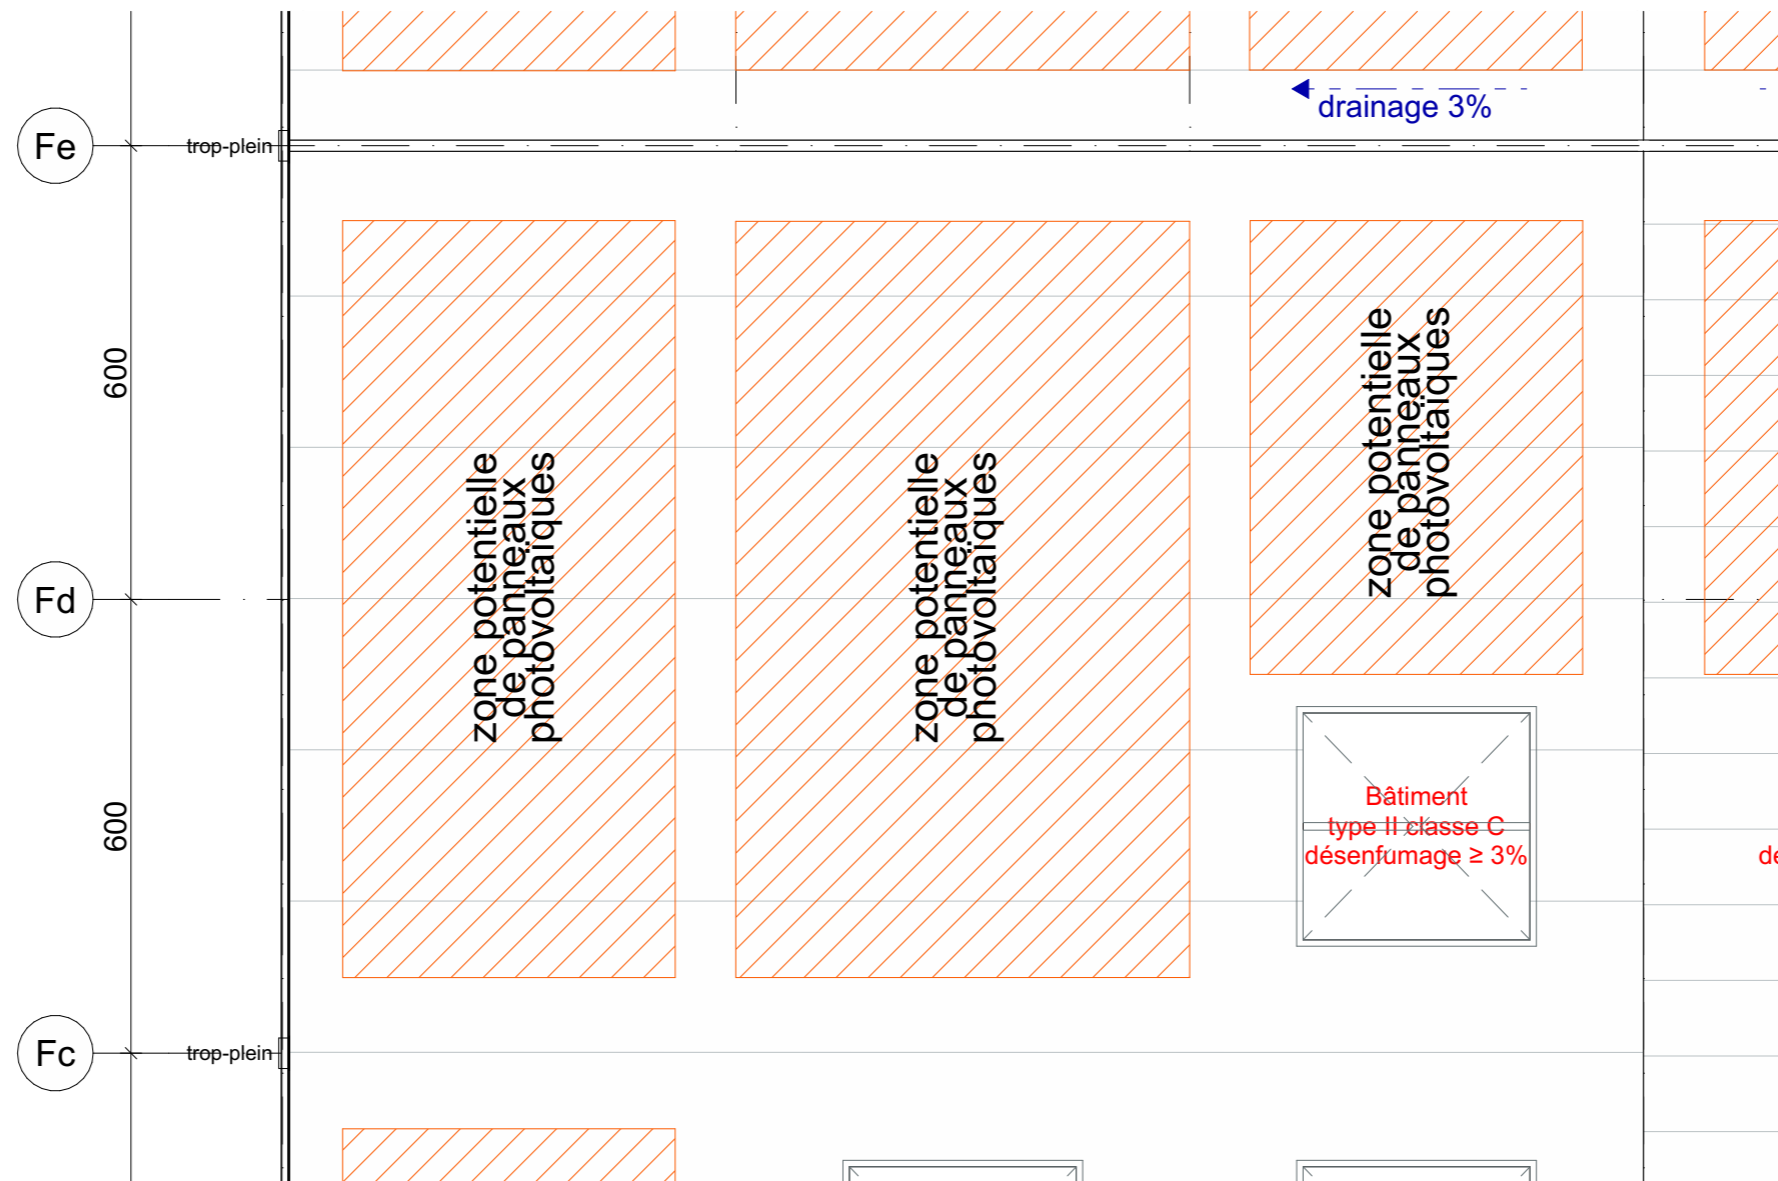 drainage 3%
Fe
trop-plein
600
zone potentielle
de panneaux
photovoltaïques
zone potentielle
de panneaux
photovoltaïques
zone potentielle
de panneaux
photovoltaïques
Fd
600
Bâtiment
type II classe C
désenfumage ≥ 3%
Fc
trop-plein